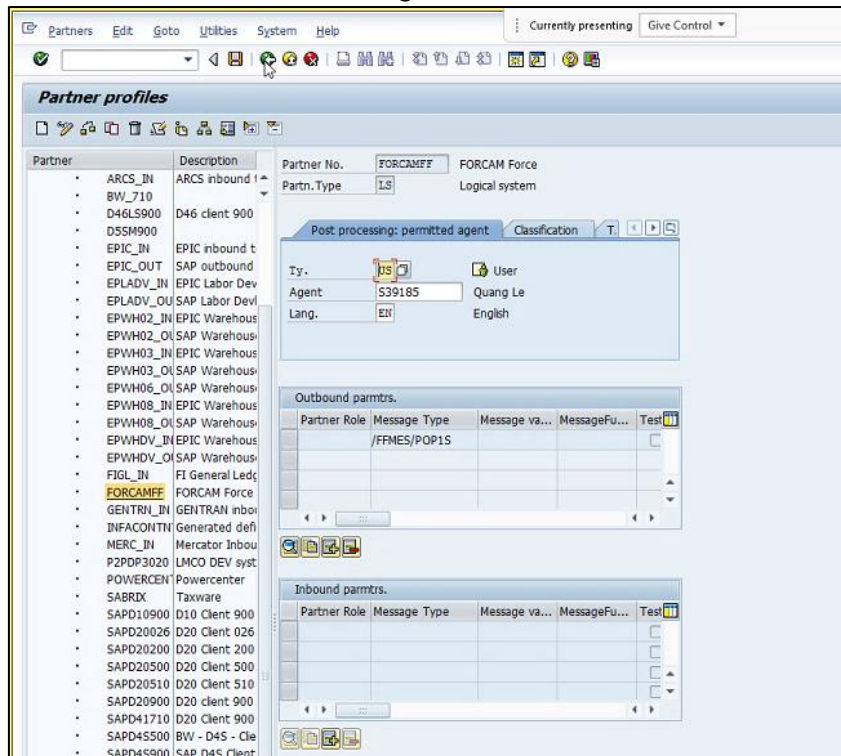 Partners Edit Goto Utilities System Help
Currently presenting Give Control
Partner profiles
Partner Description
ARCS_IN ARCS inbound
BW_710
D46LS900 D46 client 900
D5SM900
EPIC_IN EPIC inbound t
EPIC_OUT SAP outbound
EPLADV_IN EPIC Labor Dev
EPLADV_OU SAP Labor Devl
EPWH02_IN EPIC Warehous
EPWH02_OU SAP Warehous
EPWH03_IN EPIC Warehous
EPWH03_OU SAP Warehous
EPWH06_OU SAP Warehous
EPWH08_IN EPIC Warehous
EPWH08_OU SAP Warehous
EPWHDV_IN EPIC Warehous
EPWHDV_O SAP Warehous
FIGL_IN FI General Ledg
FORCAMFF FORCAM Force
GENTRN_IN GENTRAN inbou
INFACONTN Generated defi
MERC_IN Mercator Inbou
P2PDP3020 LMCO DEV syst
POWERCENT Powercenter
SABRIX Taxware
SAPD10900 D10 Client 900
SAPD20026 D20 Client 026
SAPD20200 D20 Client 200
SAPD20500 D20 Client 500
SAPD20510 D20 Client 510
SAPD20900 D20 client 900
SAPD41710 D20 Client 900
SAPD4S500 BW - D4S - Clie
SAPD4S900 SAP D4S Client
Partner No. FORCAMFF FORCAM Force
Partn.Type LS Logical system
Post processing: permitted agent Classification T.
Ty. US User
Agent S39185 Quang Le
Lang. EN English
Outbound parmtrs.
Partner Role Message Type Message va... MessageFu... Test
/FFMES/POP1S
Inbound parmtrs.
Partner Role Message Type Message va... MessageFu... Test